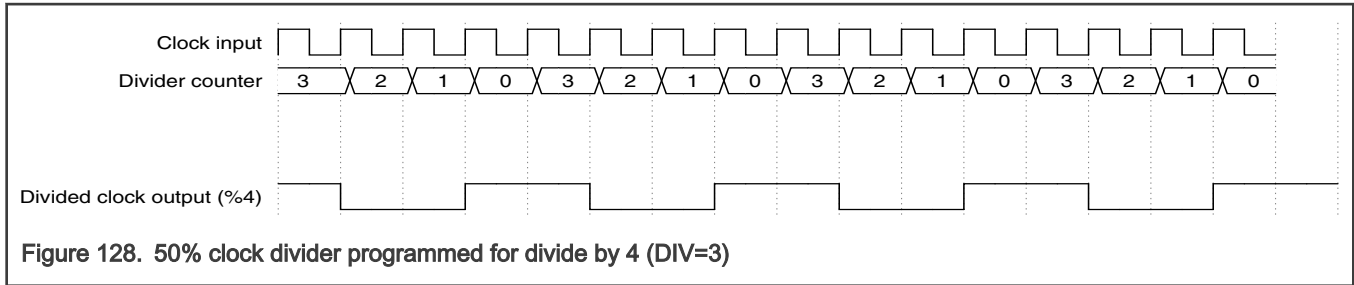 Clock input
Divider counter 3 2 1 0 3 2 1 0 3 2 1 0 3 2 1 0
Divided clock output (%4)
Figure 128. 50% clock divider programmed for divide by 4 (DIV=3)